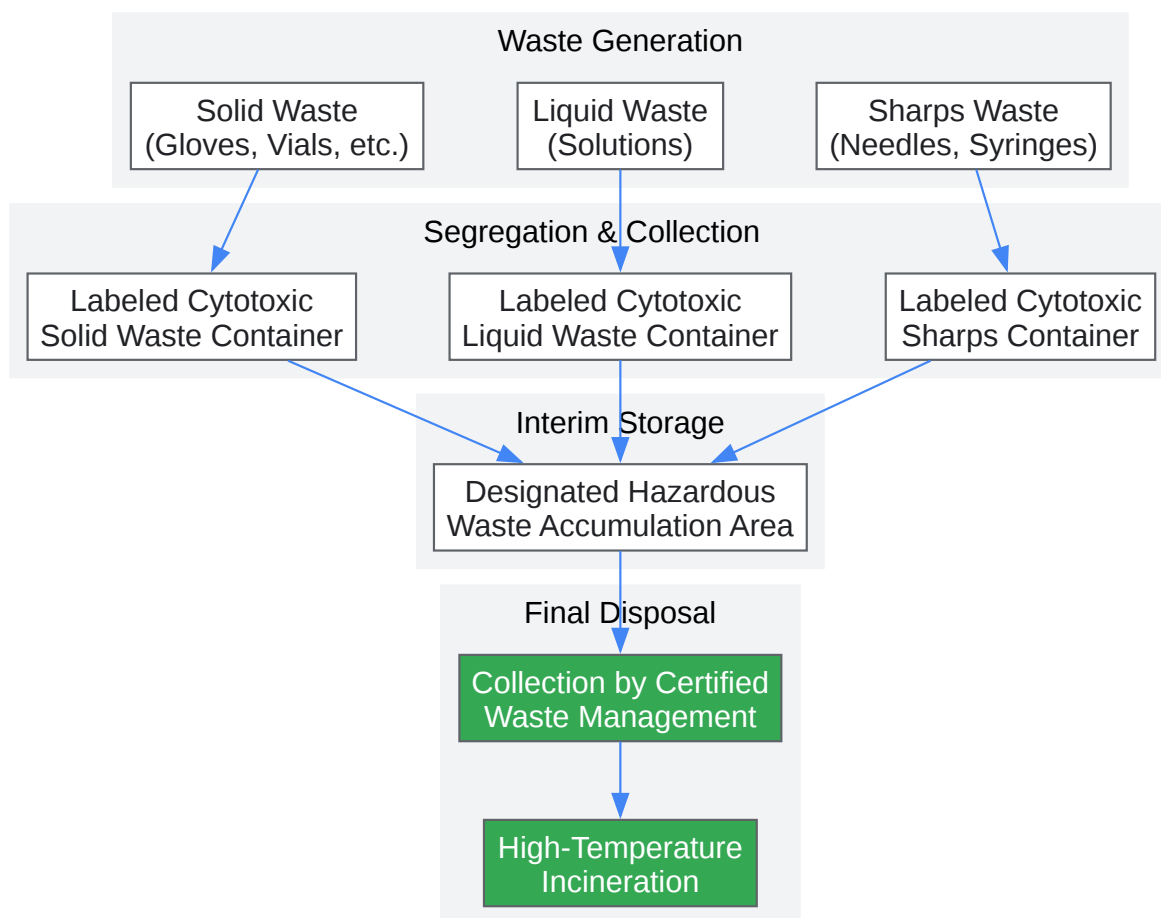 Waste Generation
Solid Waste
(Gloves, Vials, etc.)
Liquid Waste
(Solutions)
Sharps Waste
(Needles, Syringes)
Segregation & Collection
Labeled Cytotoxic
Solid Waste Container
Labeled Cytotoxic
Liquid Waste Container
Labeled Cytotoxic
Sharps Container
Interim Storage
Designated Hazardous
Waste Accumulation Area
Final Disposal
Collection by Certified
Waste Management
High-Temperature
Incineration